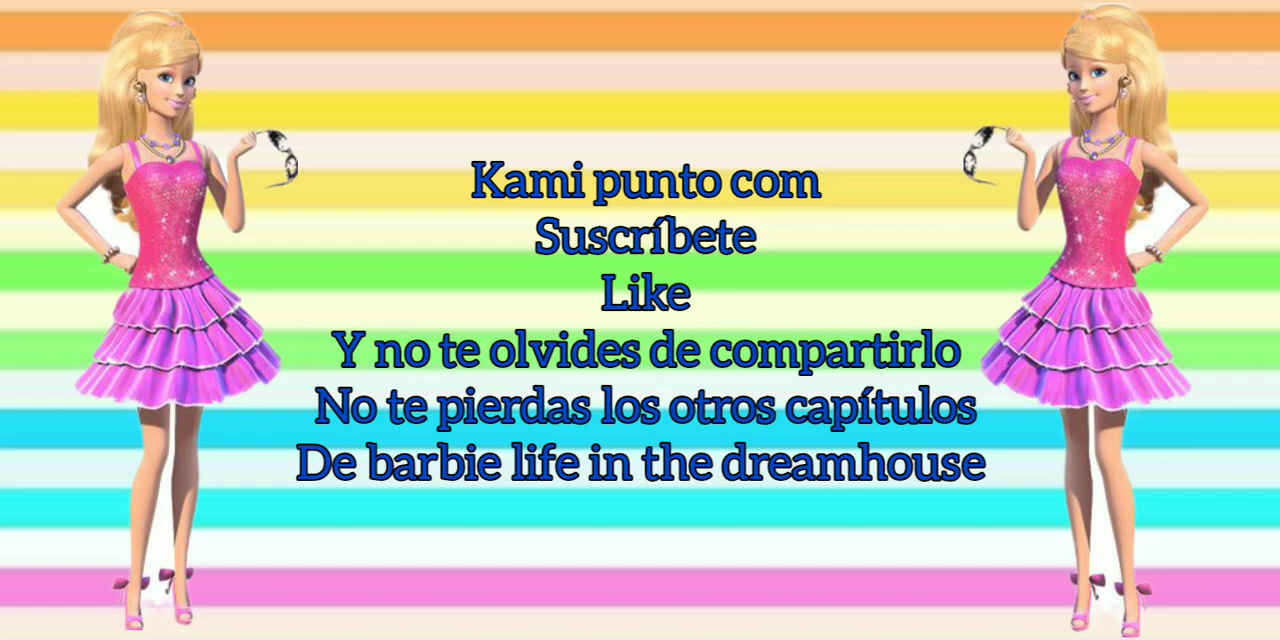 Kami punto com
Suscríbete
Like
Y no te olvides de compartirlo
No te pierdas los otros capítulos
De barbie life in the dreamhouse